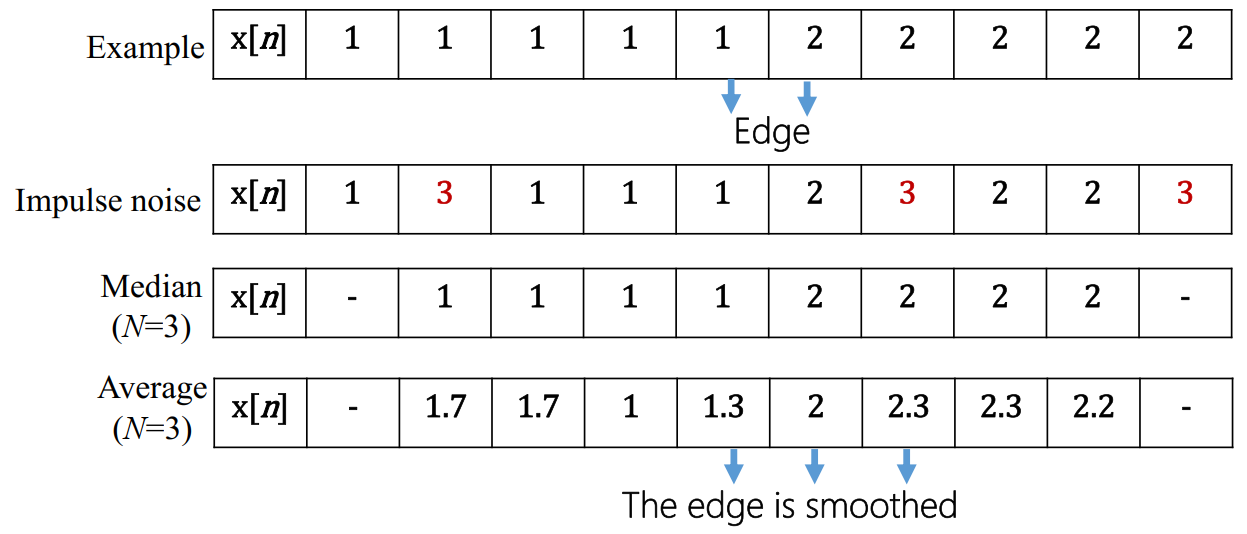 Example x[n] 1 1 1 1 1 2 2 2 2 2
Edge
Impulse noise x[n] 1 3 1 1 1 2 3 2 2 3
Median
(N=3)
x[n] - 1 1 1 1 2 2 2 2 -
Average
(N=3)
x[n] - 1.7 1.7 1 1.3 2 2.3 2.3 2.2 -
The edge is smoothed